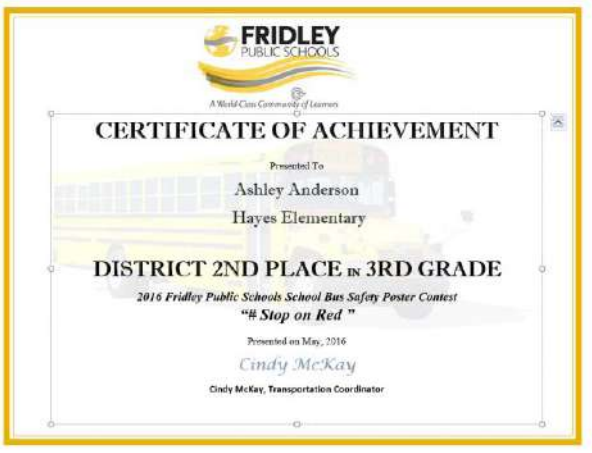 FRIDLEY
PUBLIC SCHOOLS
A World-Class Community of Learners
CERTIFICATE OF ACHIEVEMENT
Presented To
Ashley Anderson
Hayes Elementary
DISTRICT 2ND PLACE IN 3RD GRADE
2016 Fridley Public Schools School Bus Safety Poster Contest
“# Stop on Red ”
Presented on May, 2016
Cindy McKay
Cindy McKay, Transportation Coordinator